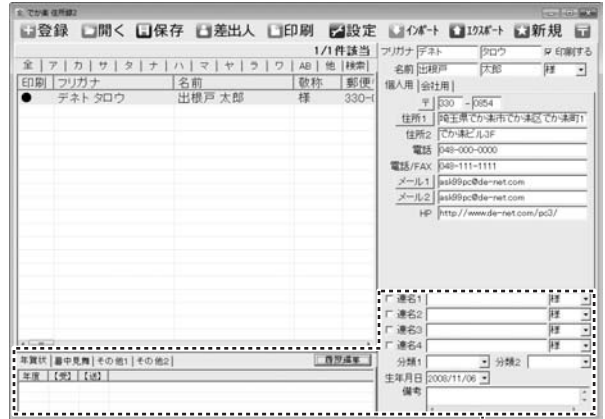 でか楽 住所録2
登録 開く 保存 差出人 印刷 設定 インポート エクスポート 新規
1/1件該当
全 ア カ サ タ ナ ハ マ ヤ ラ ワ AB 他 検索
印刷 フリガナ 名前 敬称 郵便
● デネト タロウ 出根戸 太郎 様 330-(
フリガナ デネト タロウ 印刷する
名前 出根戸 太郎 様
個人用 会社用
〒 330 - 0854
住所1 埼玉県でか楽市でか楽区でか楽町1
住所2 でか楽ビル3F
電話 048-000-0000
電話/FAX 048-111-1111
メール1 ask99pc@de-net.com
メール2 ask99pc@de-net.com
HP http://www.de-net.com/pc3/
連名1 様
連名2 様
連名3 様
連名4 様
分類1 分類2
生年月日 2008/11/06
備考
年賀状 暑中見舞 その他1 その他2 履歴編集
年度 【受】 【送】